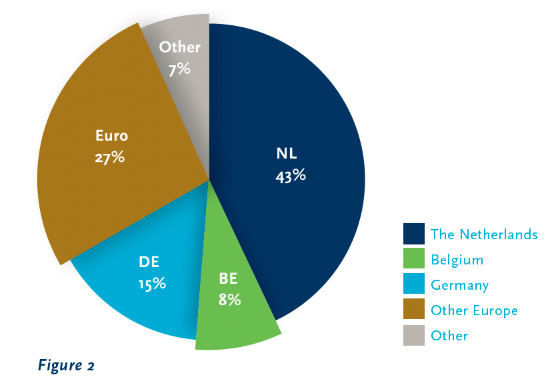 Other
7%
Euro
27%
NL
43%
DE
15%
BE
8%
The Netherlands
Belgium
Germany
Other Europe
Other
Figure 2